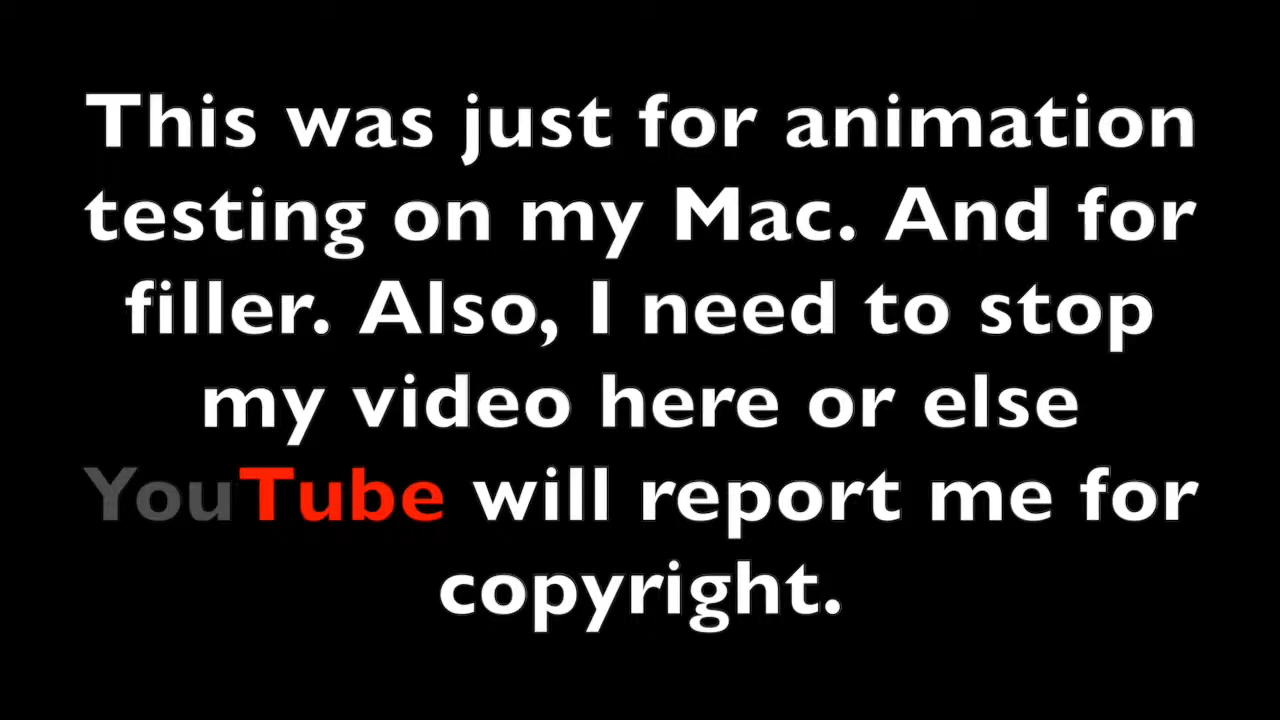 This was just for animation
testing on my Mac. And for
filler. Also, I need to stop
my video here or else
YouTube will report me for
copyright.